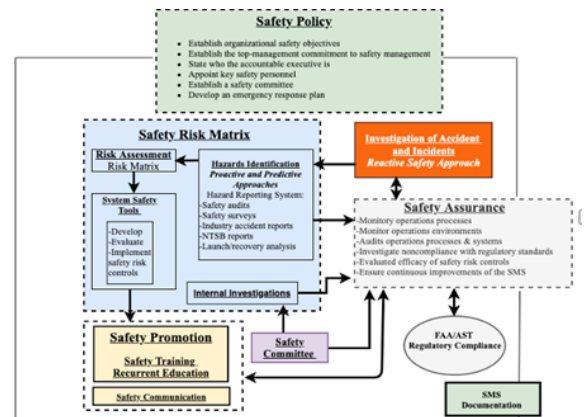 Safety Policy
Establish organizational safety objectives
Establish the top-management commitment to safety management
State who the accountable executive is
Appoint key safety personnel
Establish a safety committee
Develop an emergency response plan
Safety Risk Matrix
Risk Assessment
Risk Matrix
System Safety
Tools
-Develop
-Evaluate
-Implement
safety risk
controls
Hazards Identification
Proactive and Predictive
Approaches
Hazard Reporting System:
-Safety audits
-Safety surveys
-Industry accident reports
-NTSB reports
-Launch/recovery analysis
Internal Investigations
Investigation of Accident
and Incidents
Reactive Safety Approach
Safety Assurance
-Monitory operations processes
-Monitor operations environments
-Audits operations processes & systems
-Investigate noncompliance with regulatory standards
-Evaluated efficacy of safety risk controls
-Ensure continuous improvements of the SMS
Safety Promotion
Safety Training
Recurrent Education
Safety Communication
Safety
Committee
FAA/AST
Regulatory Compliance
SMS
Documentation